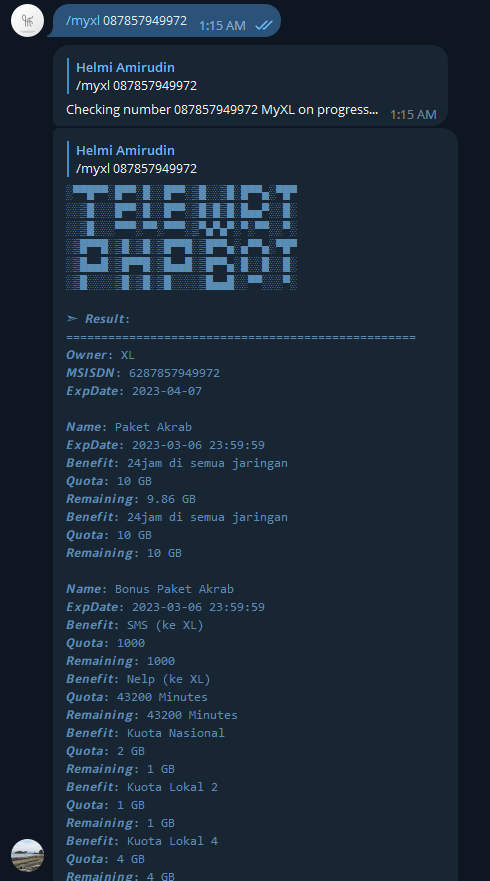 /myxl 087857949972
1:15 AM
Helmi Amirudin
/myxl 087857949972
Checking number 087857949972 MyXL on progress...
1:15 AM
Helmi Amirudin
/myxl 087857949972
➣ Result:
==================================================
Owner: XL
MSISDN: 6287857949972
ExpDate: 2023-04-07
Name: Paket Akrab
ExpDate: 2023-03-06 23:59:59
Benefit: 24jam di semua jaringan
Quota: 10 GB
Remaining: 9.86 GB
Benefit: 24jam di semua jaringan
Quota: 10 GB
Remaining: 10 GB
Name: Bonus Paket Akrab
ExpDate: 2023-03-06 23:59:59
Benefit: SMS (ke XL)
Quota: 1000
Remaining: 1000
Benefit: Nelp (ke XL)
Quota: 43200 Minutes
Remaining: 43200 Minutes
Benefit: Kuota Nasional
Quota: 2 GB
Remaining: 1 GB
Benefit: Kuota Lokal 2
Quota: 1 GB
Remaining: 1 GB
Benefit: Kuota Lokal 4
Quota: 4 GB
Remaining: 4 GB